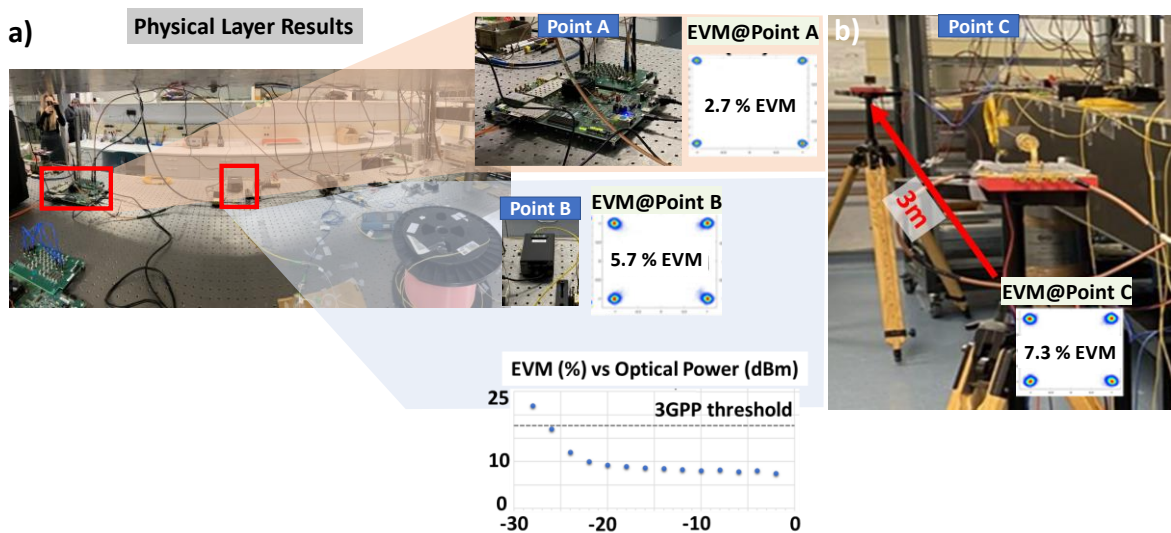 Physical Layer Results
a)
Point A
EVM@Point A
2.7 % EVM
Point B
EVM@Point B
5.7 % EVM
EVM (%) vs Optical Power (dBm)
3GPP threshold
25
10
0
-30
-20
-10
0
b)
Point C
3m
EVM@Point C
7.3 % EVM